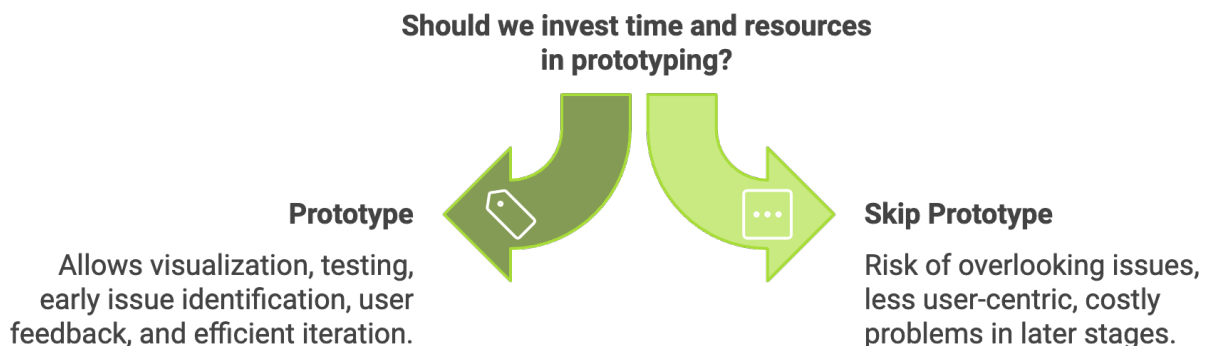 Should we invest time and resources
in prototyping?
Prototype
Allows visualization, testing,
early issue identification, user
feedback, and efficient iteration.
Skip Prototype
Risk of overlooking issues,
less user-centric, costly
problems in later stages.